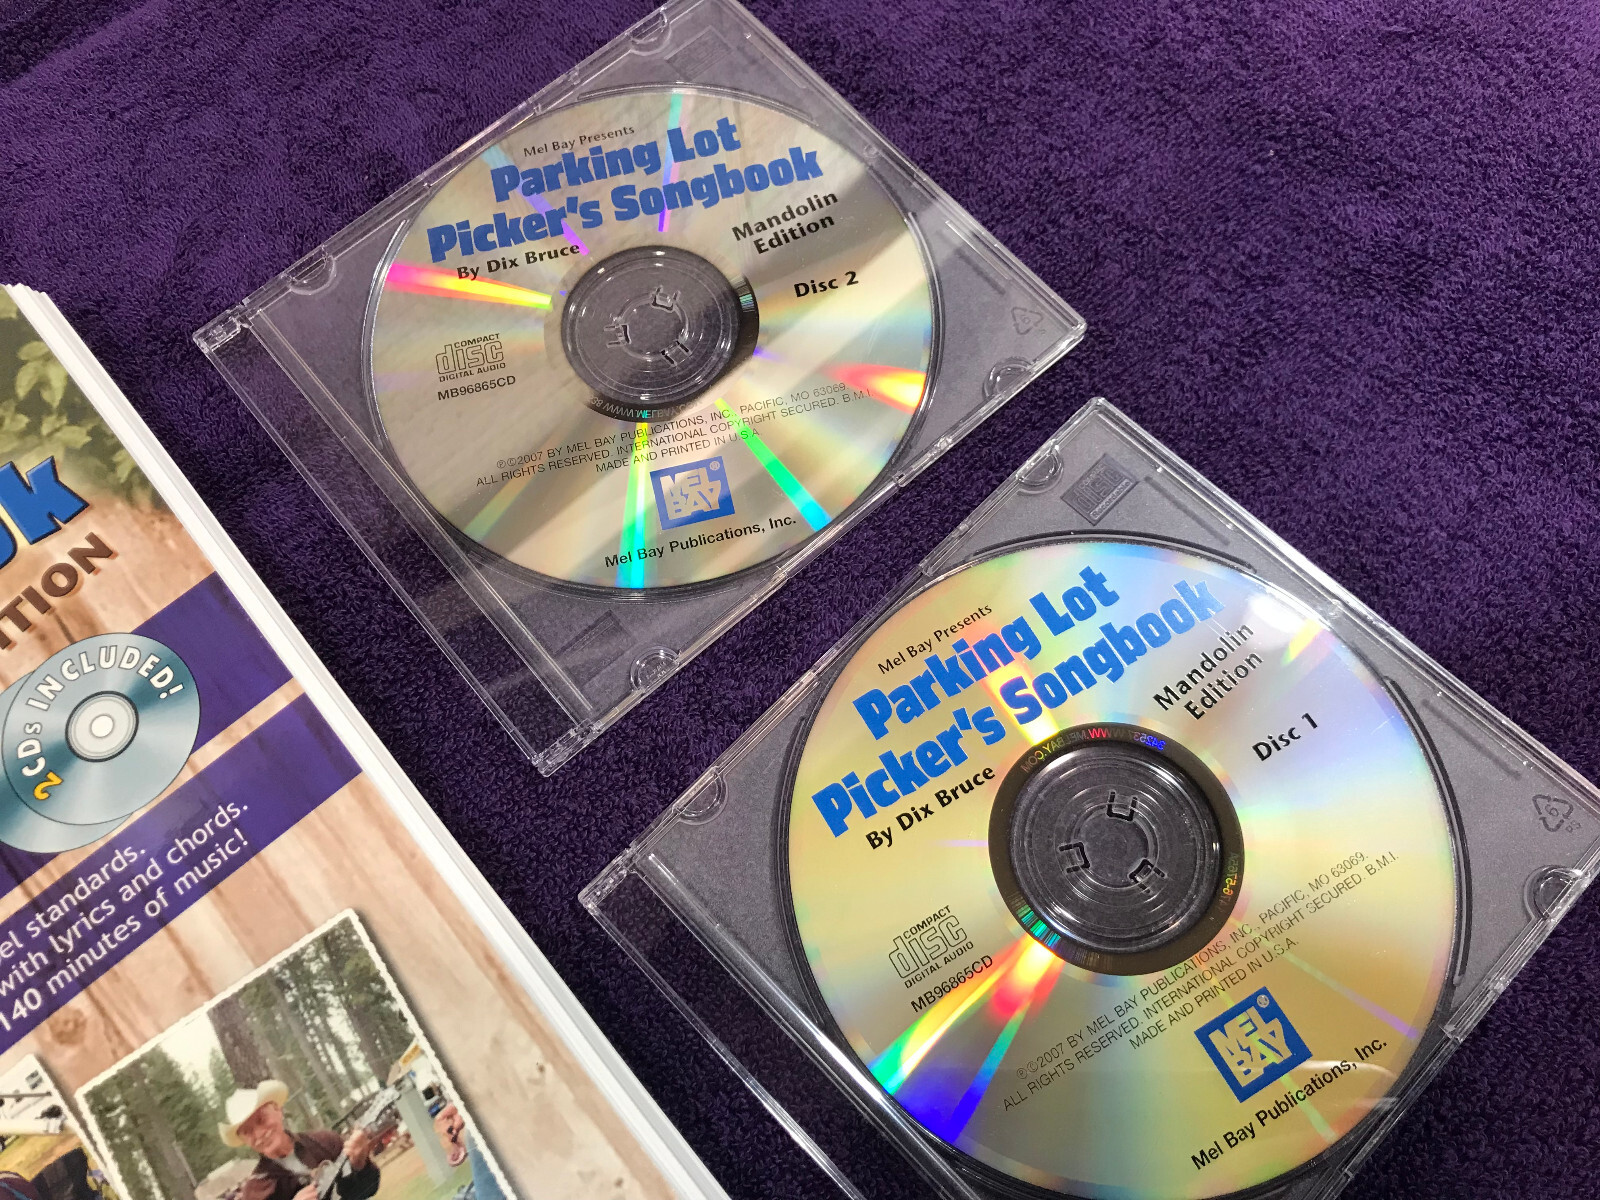 Mel Bay Presents
Parking Lot
Picker's Songbook
By Dix Bruce
Mandolin
Edition
Disc 2
COMPACT
disc
DIGITAL AUDIO
MB96865CD
℗©2007 BY MEL BAY PUBLICATIONS, INC., PACIFIC, MO 63069.
ALL RIGHTS RESERVED. INTERNATIONAL COPYRIGHT SECURED. B.M.I.
MADE AND PRINTED IN U.S.A.
MEL
BAY®
Mel Bay Publications, Inc.
Mel Bay Presents
Parking Lot
Picker's Songbook
By Dix Bruce
Mandolin
Edition
Disc 1
COMPACT
disc
DIGITAL AUDIO
MB96865CD
℗©2007 BY MEL BAY PUBLICATIONS, INC., PACIFIC, MO 63069.
ALL RIGHTS RESERVED. INTERNATIONAL COPYRIGHT SECURED. B.M.I.
MADE AND PRINTED IN U.S.A.
MEL
BAY®
Mel Bay Publications, Inc.
WWW.MELBAY.COM
2 CDs INCLUDED!
standards.
with lyrics and chords.
140 minutes of music!